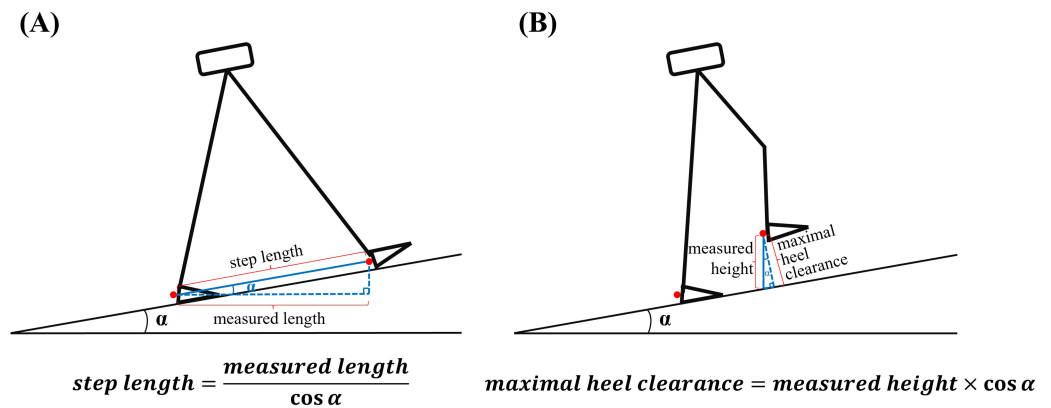 (A)
step length
α
measured length
α
step length = measured length / cos α
(B)
measured
height
α
maximal
heel
clearance
α
maximal heel clearance = measured height × cos α